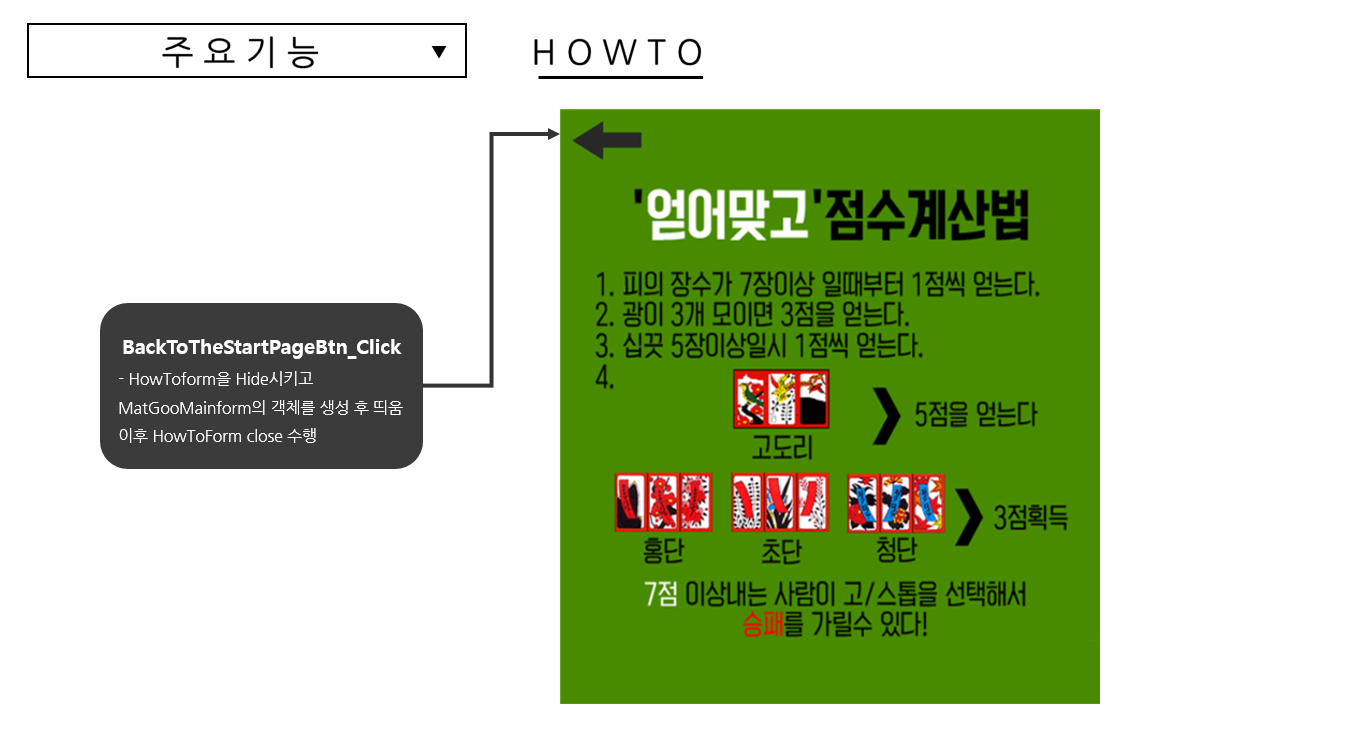 주요기능 ▼
HOWTO
BackToTheStartPageBtn_Click
- HowToform을 Hide시키고
MatGooMainform의 객체를 생성 후 띄움
이후 HowToForm close 수행
'얻어맞고'점수계산법
1. 피의 장수가 7장이상 일때부터 1점씩 얻는다.
2. 광이 3개 모이면 3점을 얻는다.
3. 십끗 5장이상일시 1점씩 얻는다.
4.
고도리
5점을 얻는다
홍단
초단
청단
3점획득
7점 이상내는 사람이 고/스톱을 선택해서
승패를 가릴수 있다!